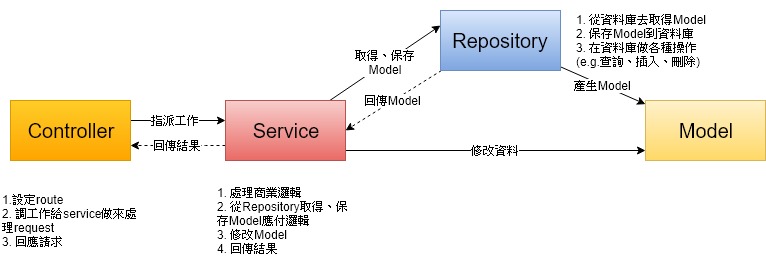 Repository
1. 從資料庫去取得Model
2. 保存Model到資料庫
3. 在資料庫做各種操作
(e.g.查詢、插入、刪除)
取得、保存
Model
回傳Model
產生Model
Controller
指派工作
回傳結果
Service
修改資料
Model
1.設定route
2. 調工作給service做來處
理request
3. 回應請求
1. 處理商業邏輯
2. 從Repository取得、保
存Model應付邏輯
3. 修改Model
4. 回傳結果